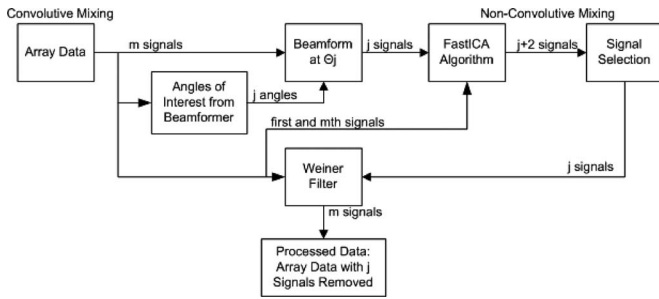 Convolutive Mixing
Non-Convolutive Mixing
Array Data
m signals
Beamform
at Θj
j signals
FastICA
Algorithm
j+2 signals
Signal
Selection
Angles of
Interest from
Beamformer
j angles
first and mth signals
Weiner
Filter
j signals
m signals
Processed Data:
Array Data with j
Signals Removed